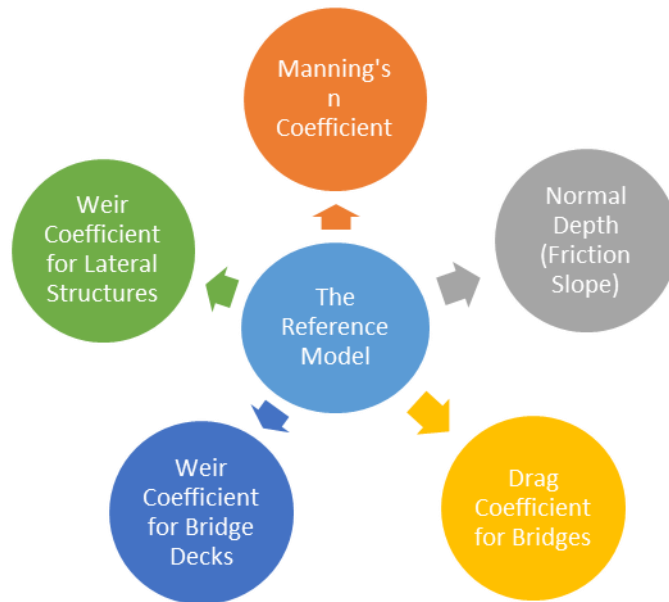 Manning's
n
Coefficient
Normal
Depth
(Friction
Slope)
Drag
Coefficient
for Bridges
Weir
Coefficient
for Bridge
Decks
Weir
Coefficient
for Lateral
Structures
The
Reference
Model